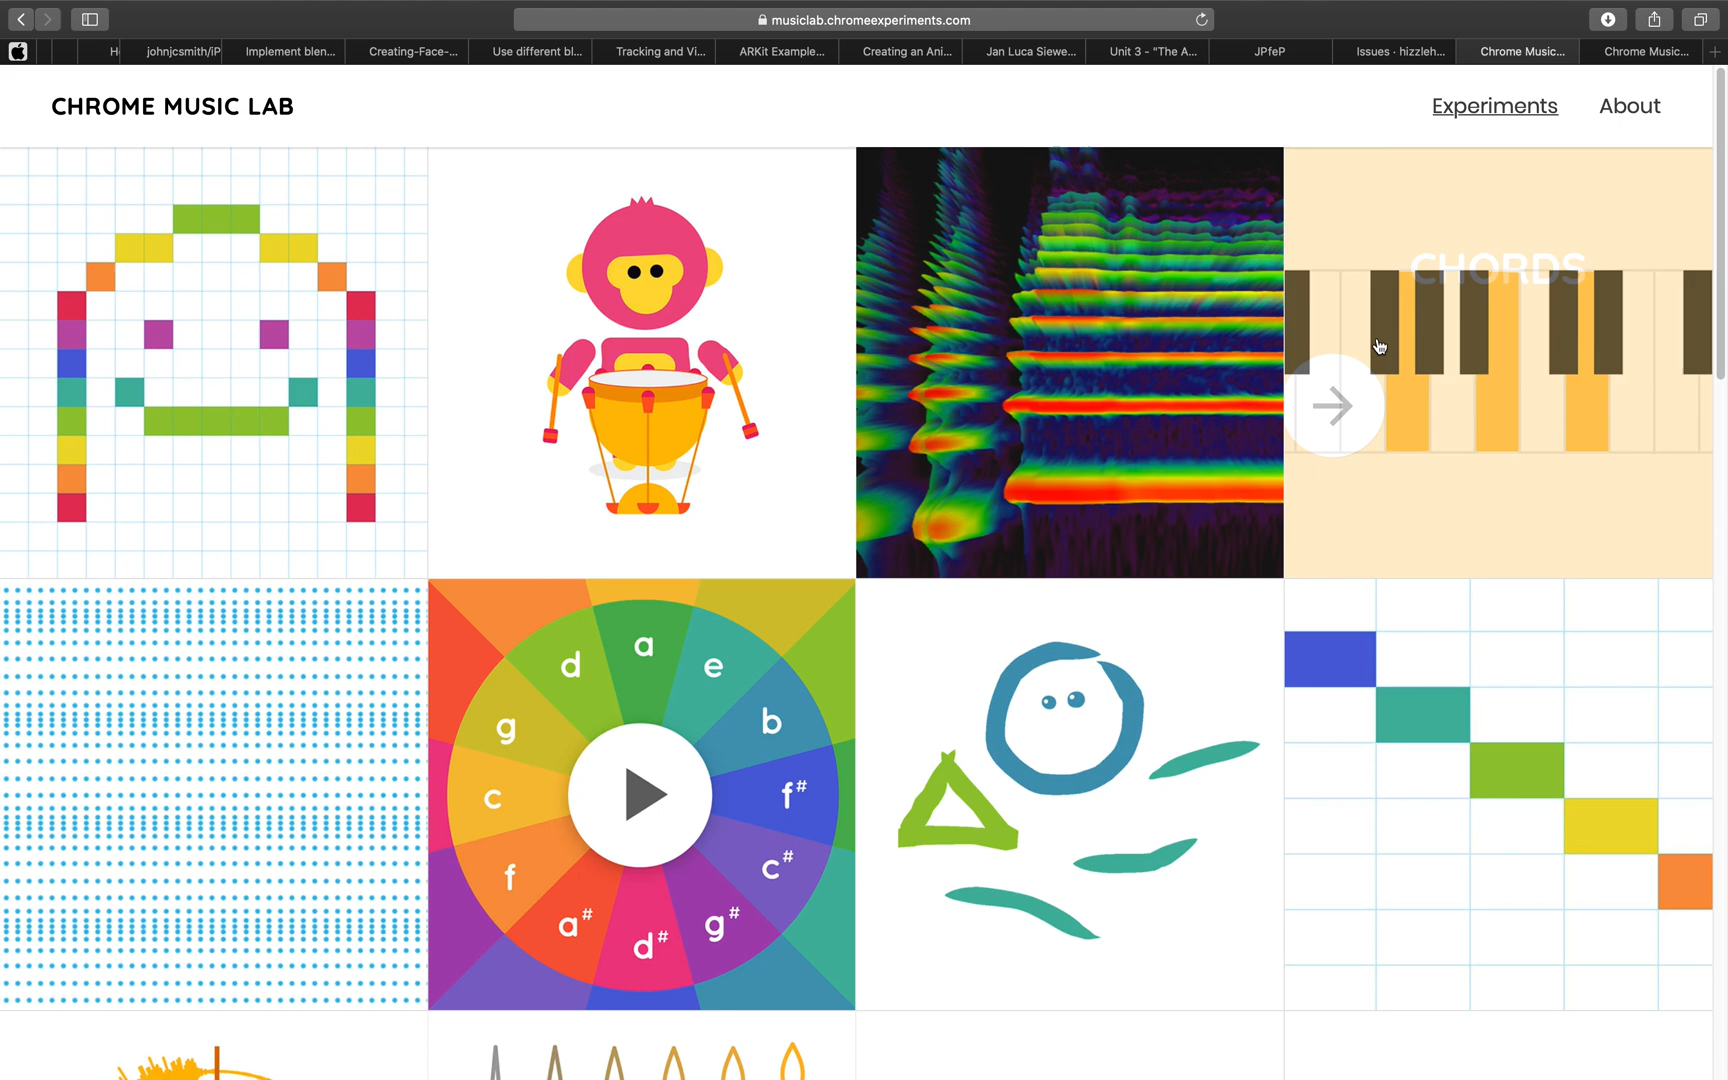 musiclab.chromeexperiments.com
johnjcsmith/iP
Implement blen...
Creating-Face-...
Use different bl...
Tracking and Vi...
ARKit Example...
Creating an Ani...
Jan Luca Siewe...
Unit 3 - "The A...
JPfeP
Issues · hizzleh...
Chrome Music...
Chrome Music...
CHROME MUSIC LAB
Experiments
About
CHORDS
a
d
e
g
b
c
f#
f
c#
a#
g#
d#